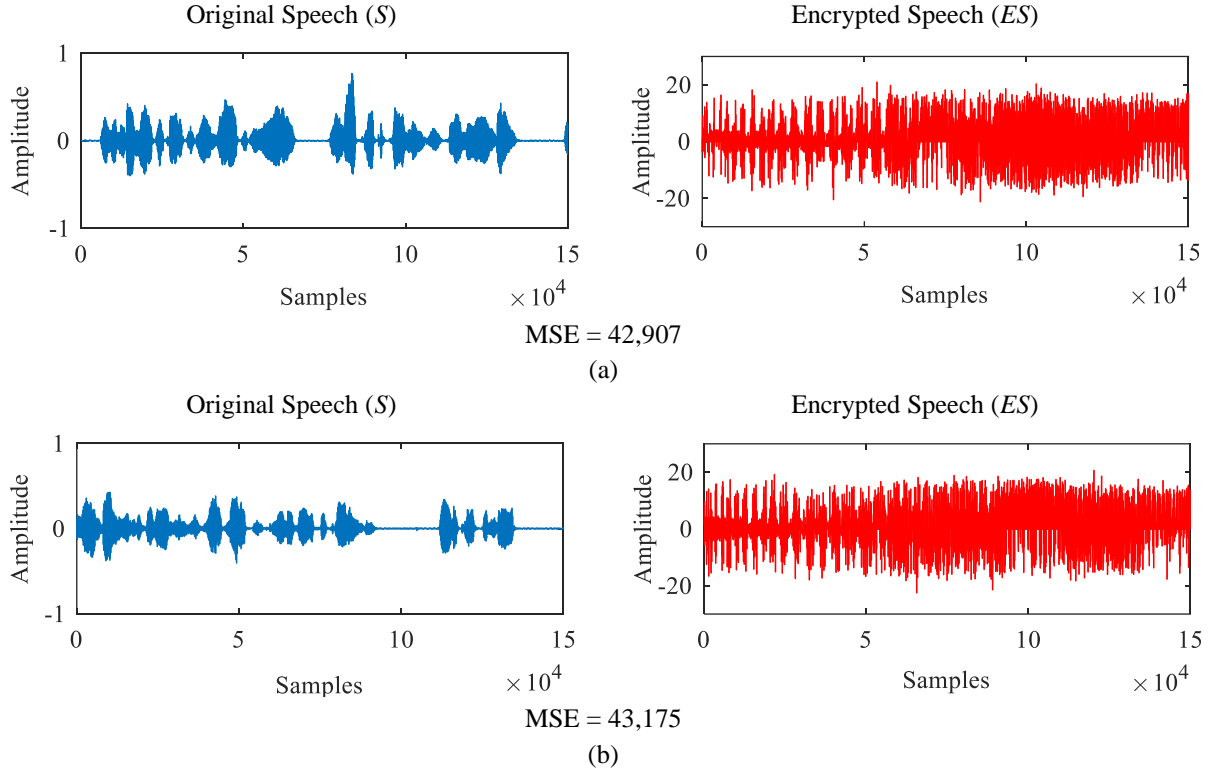 Original Speech (S) Encrypted Speech (ES)
1
0
-1
Amplitude
0 5 10 15
Samples × 10^4
20
0
-20
Amplitude
0 5 10 15
Samples × 10^4
MSE = 42,907
(a)
Original Speech (S) Encrypted Speech (ES)
1
0
-1
Amplitude
0 5 10 15
Samples × 10^4
20
0
-20
Amplitude
0 5 10 15
Samples × 10^4
MSE = 43,175
(b)